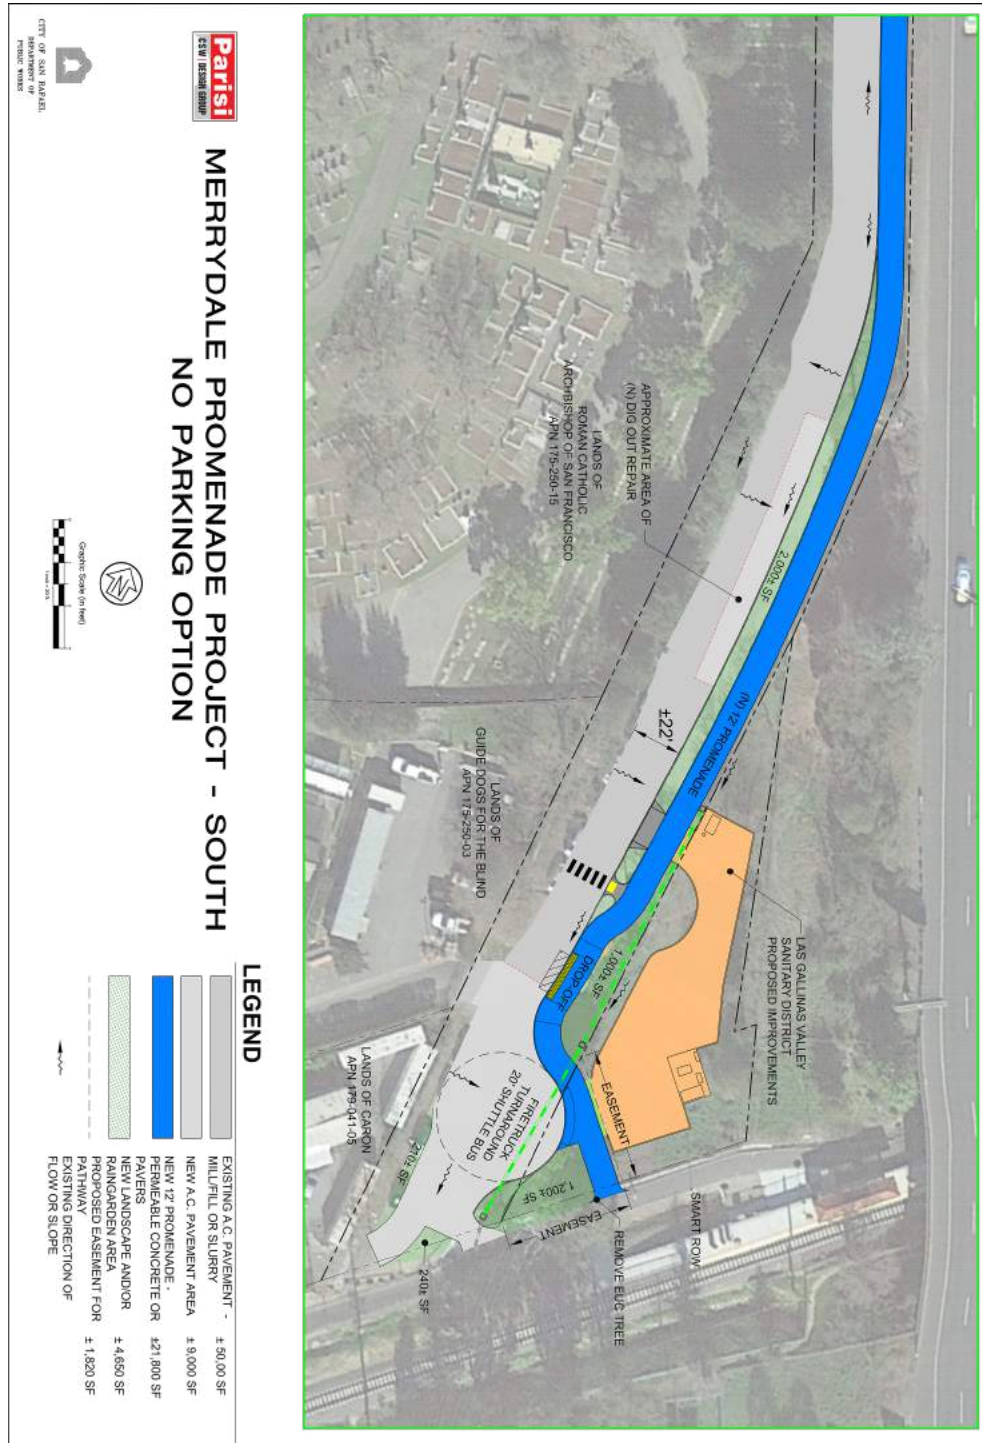 MERRYDALE PROMENADE PROJECT - SOUTH
NO PARKING OPTION
Parisi
CSW | DESIGN GROUP
CITY OF SAN RAFAEL
DEPARTMENT OF
PUBLIC WORKS
Graphic Scale (in feet)
N
LEGEND
EXISTING A.C. PAVEMENT -
MILL/FILL OR SLURRY
± 50,00 SF
NEW A.C. PAVEMENT AREA
± 9,000 SF
NEW 12' PROMENADE -
PERMEABLE CONCRETE OR
PAVERS
±21,800 SF
NEW LANDSCAPE AND/OR
RAINGARDEN AREA
± 4,650 SF
PROPOSED EASEMENT FOR
PATHWAY
± 1,820 SF
EXISTING DIRECTION OF
FLOW OR SLOPE
APPROXIMATE AREA OF
(N) DIG OUT REPAIR
LANDS OF
ROMAN CATHOLIC
ARCHBISHOP OF SAN FRANCISCO
APN 175-250-15
2,000± SF
(N) 12' PROMENADE
±22'
LANDS OF
GUIDE DOGS FOR THE BLIND
APN 175-250-03
LAS GALLINAS VALLEY
SANITARY DISTRICT
PROPOSED IMPROVEMENTS
1,000± SF
DROP-OFF
EASEMENT
FIRETRUCK
TURNAROUND
20' SHUTTLE BUS
LANDS OF CARON
APN 179-041-05
210± SF
1,200± SF
EASEMENT
SMART ROW
REMOVE EUC TREE
240± SF